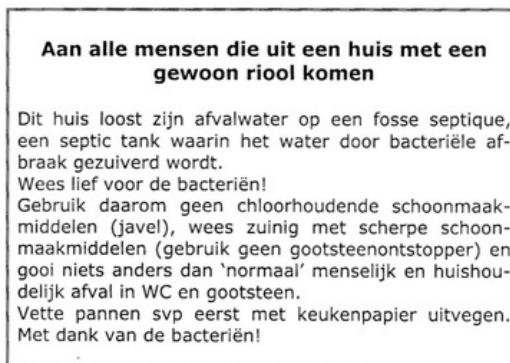 Aan alle mensen die uit een huis met een
gewoon riool komen
Dit huis loost zijn afvalwater op een fosse septique,
een septic tank waarin het water door bacteriële af-
braak gezuiverd wordt.
Wees lief voor de bacteriën!
Gebruik daarom geen chloorhoudende schoonmaak-
middelen (javel), wees zuinig met scherpe schoon-
maakmiddelen (gebruik geen gootsteenontstopper) en
gooi niets anders dan ‘normaal’ menselijk en huishou-
delijk afval in WC en gootsteen.
Vette pannen svp eerst met keukenpapier uitvegen.
Met dank van de bacteriën!